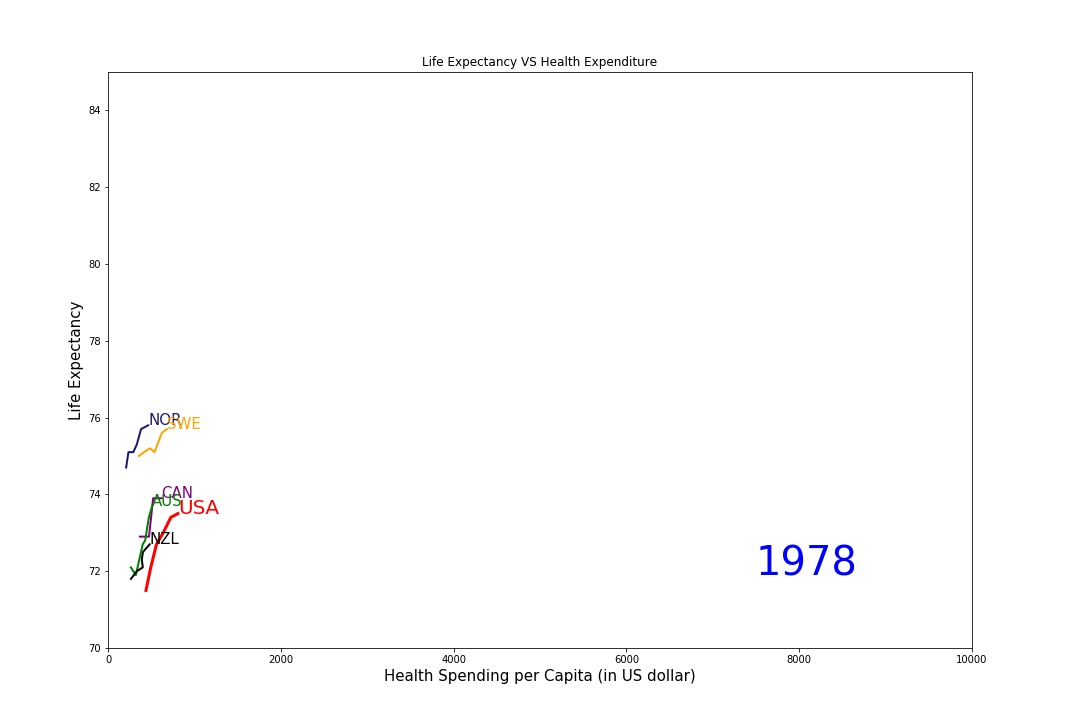 Life Expectancy VS Health Expenditure
84
82
80
78
76
74
72
70
Life Expectancy
NOR
SWE
CAN
AUS
USA
NZL
1978
0 2000 4000 6000 8000 10000
Health Spending per Capita (in US dollar)